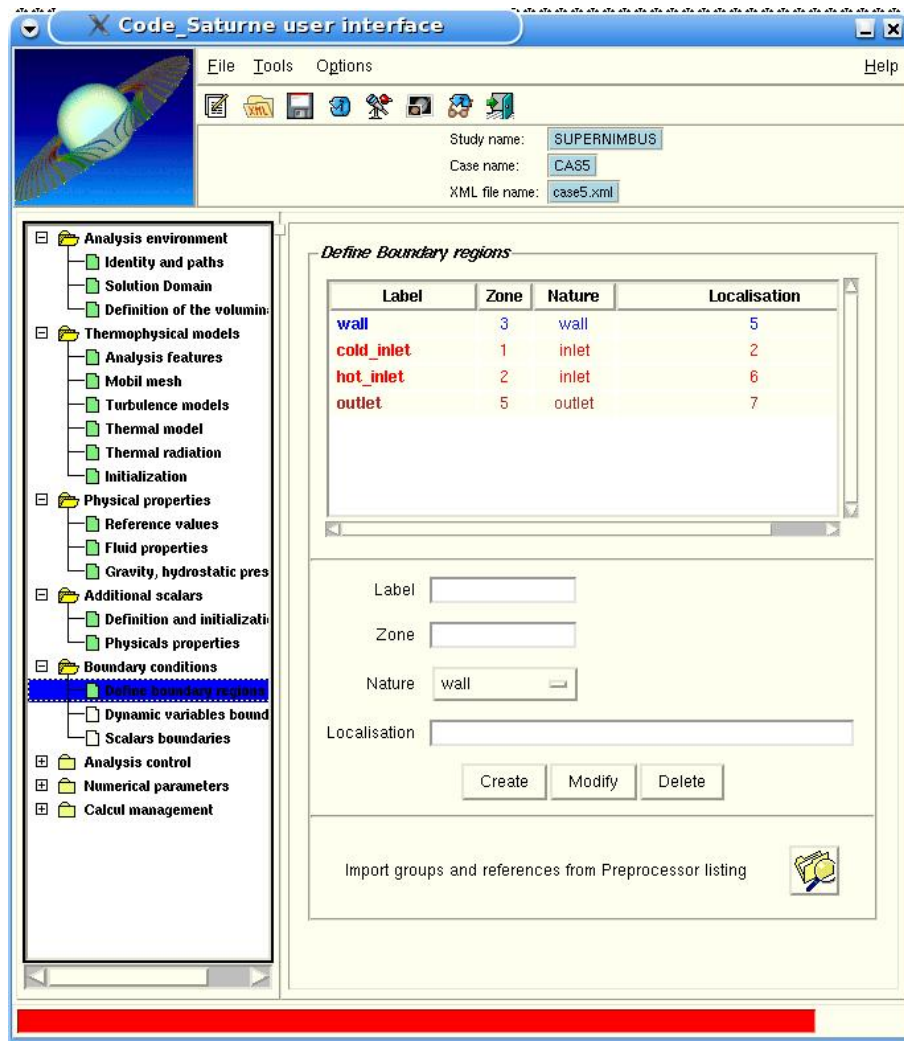 Code_Saturne user interface
File Tools Options Help
XML
Study name: SUPERNIMBUS
Case name: CAS5
XML file name: case5.xml
Analysis environment
Identity and paths
Solution Domain
Definition of the volumin
Thermophysical models
Analysis features
Mobil mesh
Turbulence models
Thermal model
Thermal radiation
Initialization
Physical properties
Reference values
Fluid properties
Gravity, hydrostatic pres
Additional scalars
Definition and initializati
Physicals properties
Boundary conditions
Define boundary regions
Dynamic variables bound
Scalars boundaries
Analysis control
Numerical parameters
Calcul management
Define Boundary regions
Label Zone Nature Localisation
wall 3 wall 5
cold_inlet 1 inlet 2
hot_inlet 2 inlet 6
outlet 5 outlet 7
Label
Zone
Nature wall
Localisation
Create Modify Delete
Import groups and references from Preprocessor listing